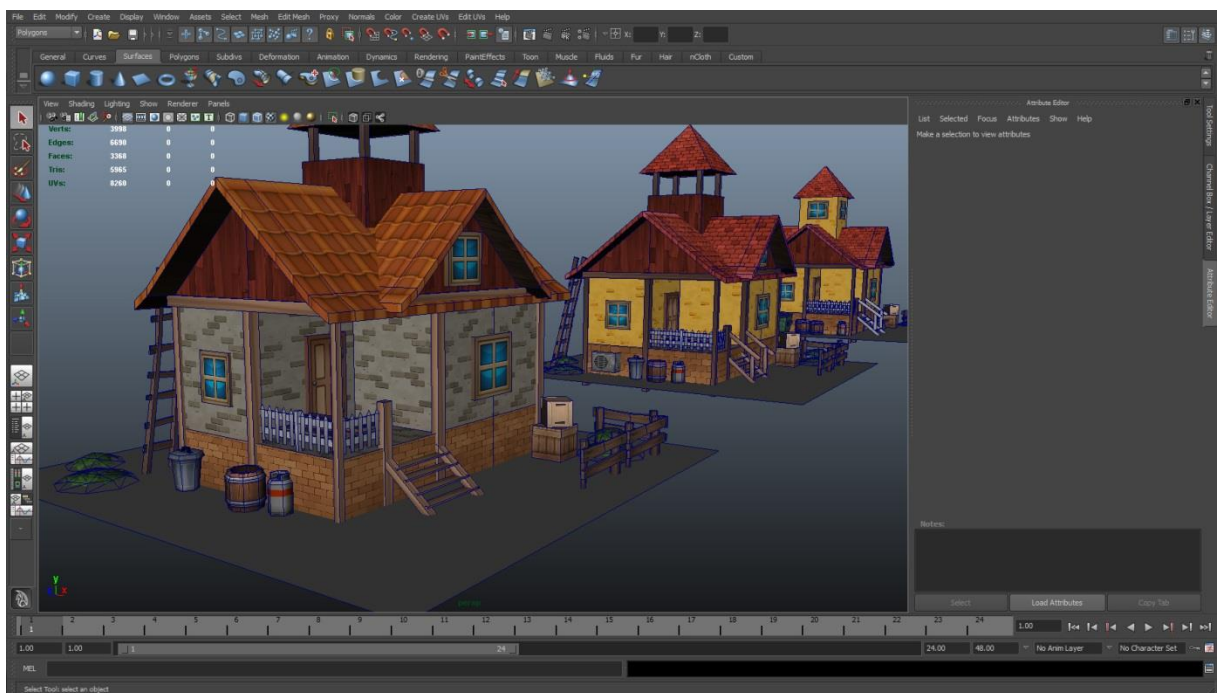 File Edit Modify Create Display Window Assets Select Mesh Edit Mesh Proxy Normals Color Create UVs Edit UVs Help
Polygons X: Y: Z:
General Curves Surfaces Polygons Subdivs Deformation Animation Dynamics Rendering PaintEffects Toon Muscle Fluids Fur Hair nCloth Custom
View Shading Lighting Show Renderer Panels
Attribute Editor
List Selected Focus Attributes Show Help
Make a selection to view attributes
Verts: 3998 0 0
Edges: 6698 0 0
Faces: 3368 0 0
Tris: 5965 0 0
UVs: 8268 0 0
Tool Settings
Channel Box / Layer Editor
Attribute Editor
Notes:
Select Load Attributes Copy Tab
y
x
persp
1 2 3 4 5 6 7 8 9 10 11 12 13 14 15 16 17 18 19 20 21 22 23 24
1 1.00
1.00 1.00 1 24 24.00 48.00 No Anim Layer No Character Set
MEL
Select Tool: select an object